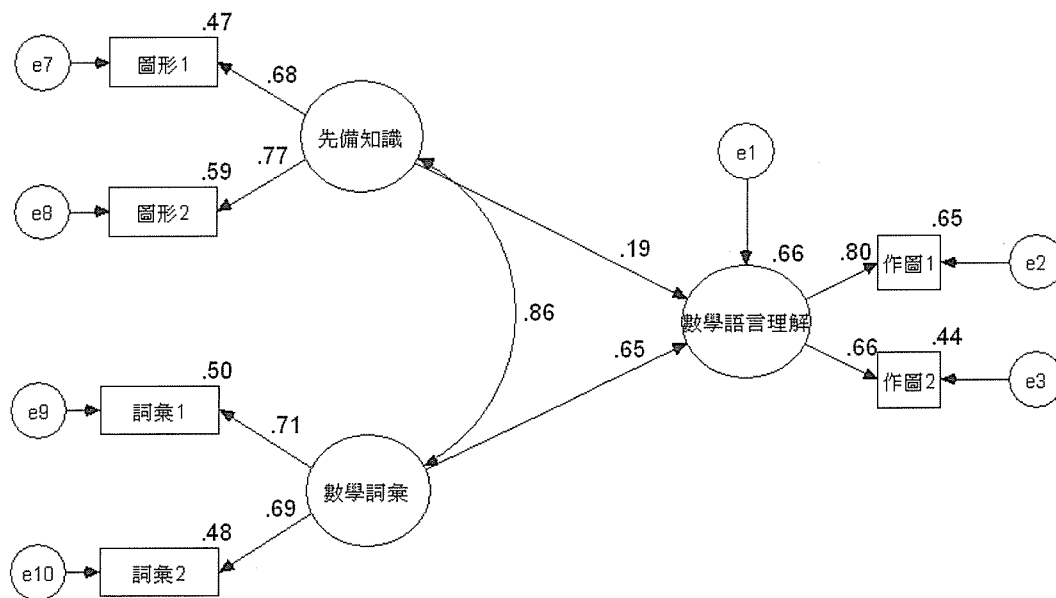 .47
e7
圖形1
.68
先備知識
.77
.59
e8
圖形2
e1
.19
.66
.65
.80
作圖1
e2
.86
數學語言理解
.65
.66
.44
作圖2
e3
.50
e9
詞彙1
.71
數學詞彙
.69
.48
e10
詞彙2